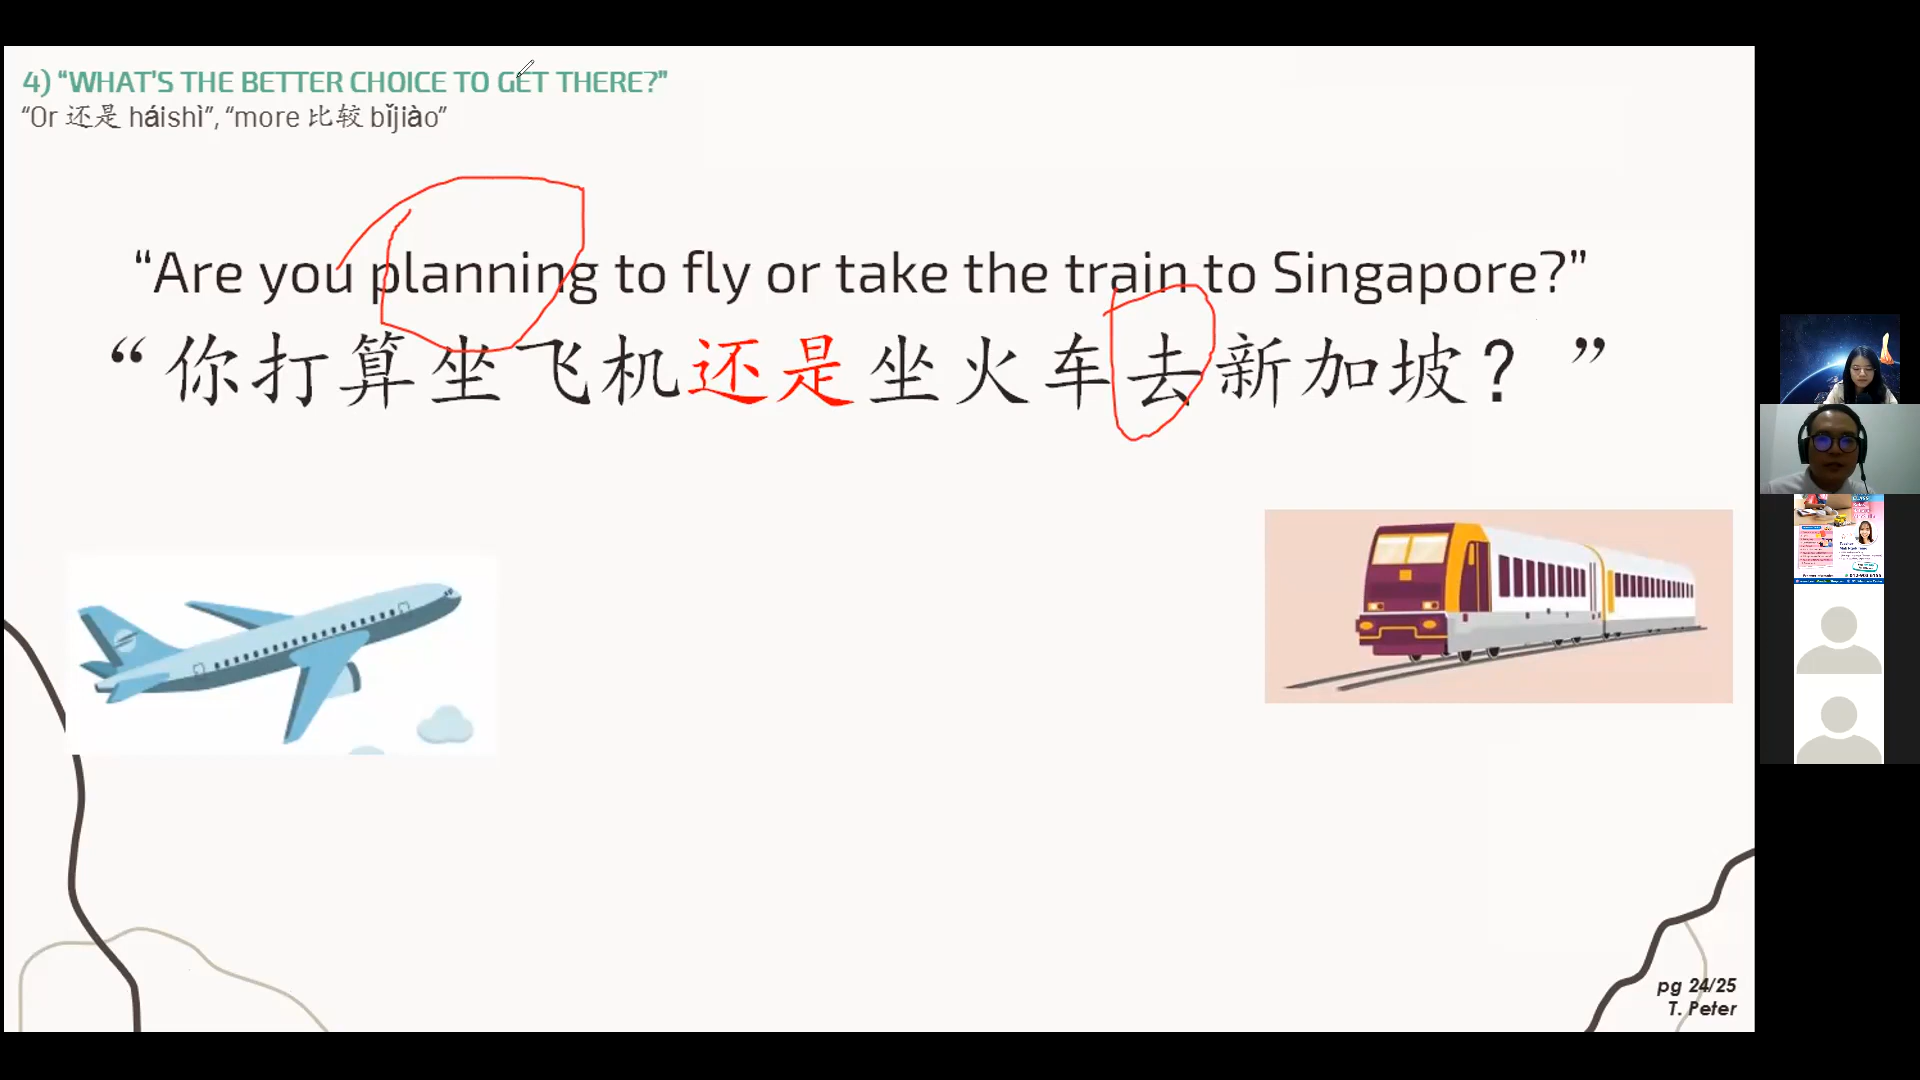 4) “WHAT’S THE BETTER CHOICE TO GET THERE?”
“Or 还是 háishì”, “more 比较 bǐjiào”
“Are you planning to fly or take the train to Singapore?”
“你打算坐飞机还是坐火车去新加坡？”
pg 24/25
T. Peter